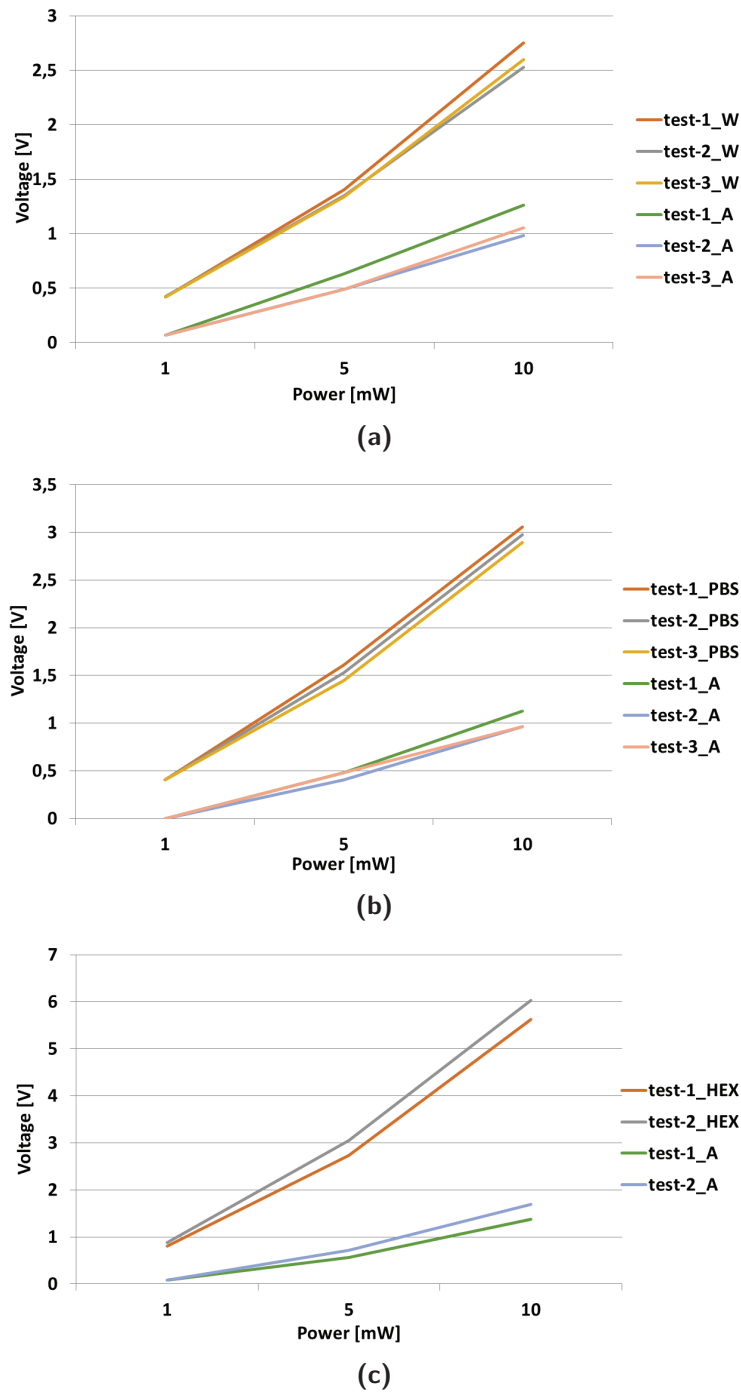 3
2,5
2
1,5
1
0,5
0
Voltage [V]
1
5
10
Power [mW]
test-1_W
test-2_W
test-3_W
test-1_A
test-2_A
test-3_A
(a)
3,5
3
2,5
2
1,5
1
0,5
0
Voltage [V]
1
5
10
Power [mW]
test-1_PBS
test-2_PBS
test-3_PBS
test-1_A
test-2_A
test-3_A
(b)
7
6
5
4
3
2
1
0
Voltage [V]
1
5
10
Power [mW]
test-1_HEX
test-2_HEX
test-1_A
test-2_A
(c)